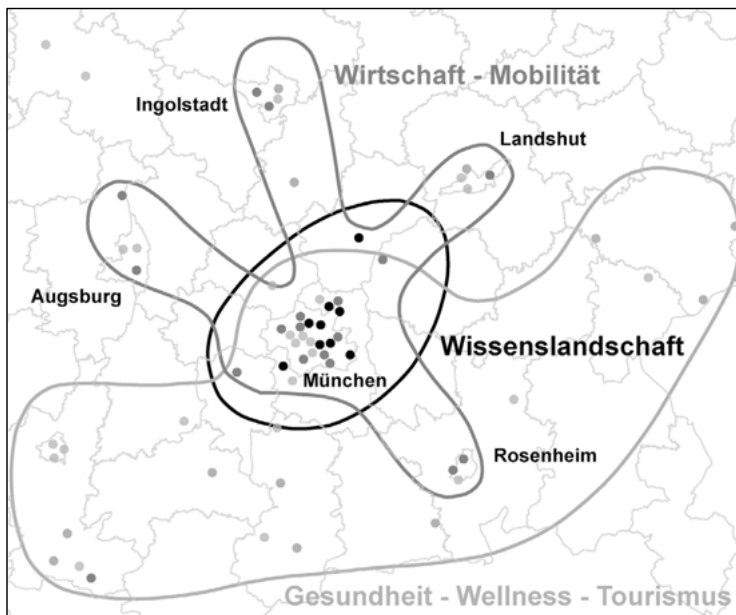 Wirtschaft - Mobilität
Ingolstadt
Landshut
Augsburg
Wissenslandschaft
München
Rosenheim
Gesundheit - Wellness - Tourismus